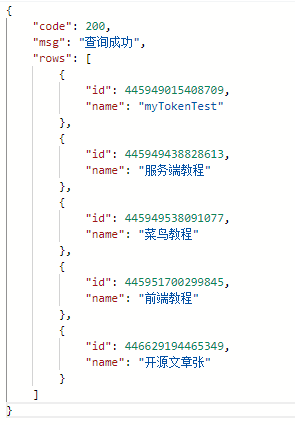 {
    "code": 200,
    "msg": "查询成功",
    "rows": [
        {
            "id": 445949015408709,
            "name": "myTokenTest"
        },
        {
            "id": 445949438828613,
            "name": "服务端教程"
        },
        {
            "id": 445949538091077,
            "name": "菜鸟教程"
        },
        {
            "id": 445951700299845,
            "name": "前端教程"
        },
        {
            "id": 446629194465349,
            "name": "开源文章张"
        }
    ]
}